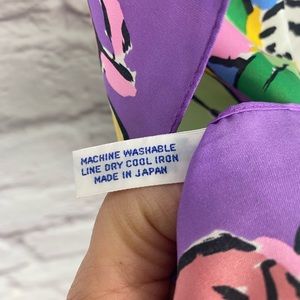 MACHINE WASHABLE
LINE DRY COOL IRON
MADE IN JAPAN